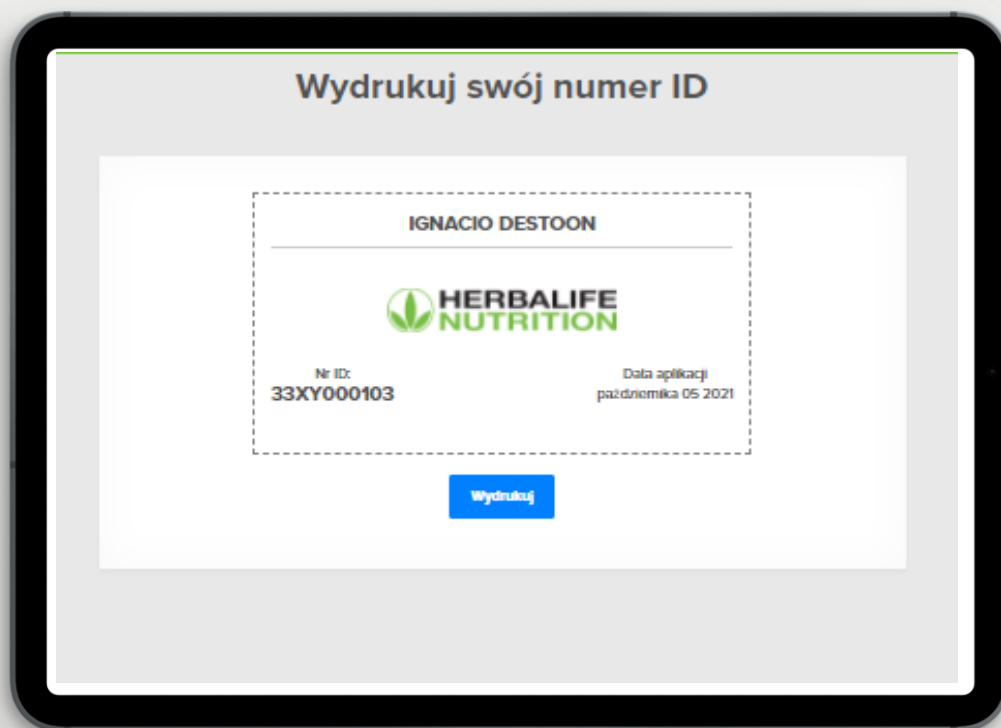 Wydrukuj swój numer ID
IGNACIO DESTOON
HERBALIFE
NUTRITION
Nr ID:
33XY000103
Data aplikacji
października 05 2021
Wydrukuj